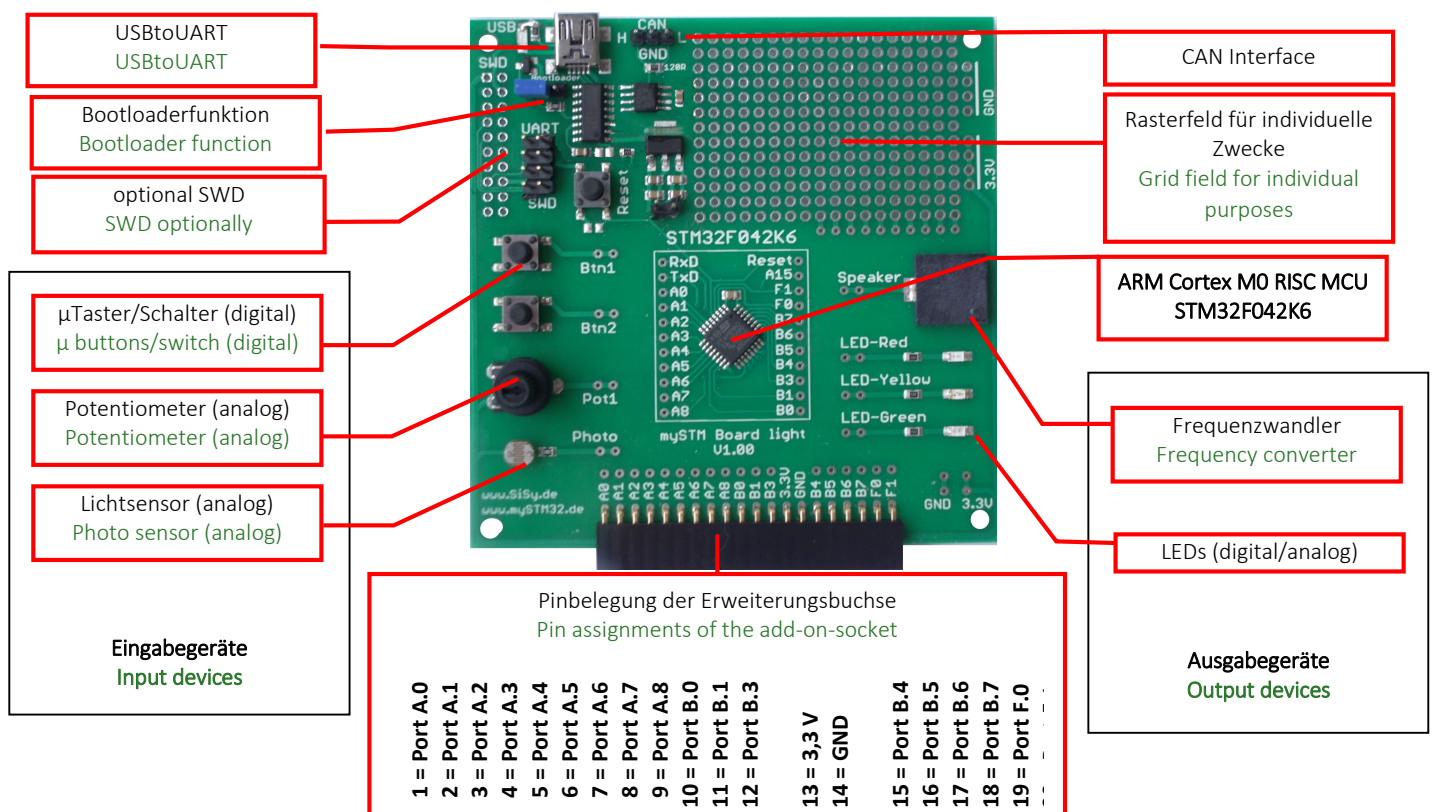 USBtoUART
USBtoUART
Bootloaderfunktion
Bootloader function
optional SWD
SWD optionally
µTaster/Schalter (digital)
µ buttons/switch (digital)
Potentiometer (analog)
Potentiometer (analog)
Lichtsensor (analog)
Photo sensor (analog)
Eingabegeräte
Input devices
USB
CAN
H
L
GND
SWD
120R
Bootloader
UART
SWD
Reset
GND
3.3V
STM32F042K6
RxD
TxD
A0
A1
A2
A3
A4
A5
A6
A7
A8
Reset
A15
F1
F0
B7
B6
B5
B4
B3
B1
B0
Btn1
Btn2
Pot1
Photo
Speaker
LED-Red
LED-Yellow
LED-Green
mySTM Board light
V1.00
www.SiSy.de
www.mySTM32.de
A0
A1
A2
A3
A4
A5
A6
A7
A8
B0
B1
B3
3.3V
GND
B4
B5
B6
B7
F0
F1
GND 3.3V
CAN Interface
Rasterfeld für individuelle
Zwecke
Grid field for individual
purposes
ARM Cortex M0 RISC MCU
STM32F042K6
Frequenzwandler
Frequency converter
LEDs (digital/analog)
Ausgabegeräte
Output devices
Pinbelegung der Erweiterungsbuchse
Pin assignments of the add-on-socket
1 = Port A.0
2 = Port A.1
3 = Port A.2
4 = Port A.3
5 = Port A.4
6 = Port A.5
7 = Port A.6
8 = Port A.7
9 = Port A.8
10 = Port B.0
11 = Port B.1
12 = Port B.3
13 = 3,3 V
14 = GND
15 = Port B.4
16 = Port B.5
17 = Port B.6
18 = Port B.7
19 = Port F.0